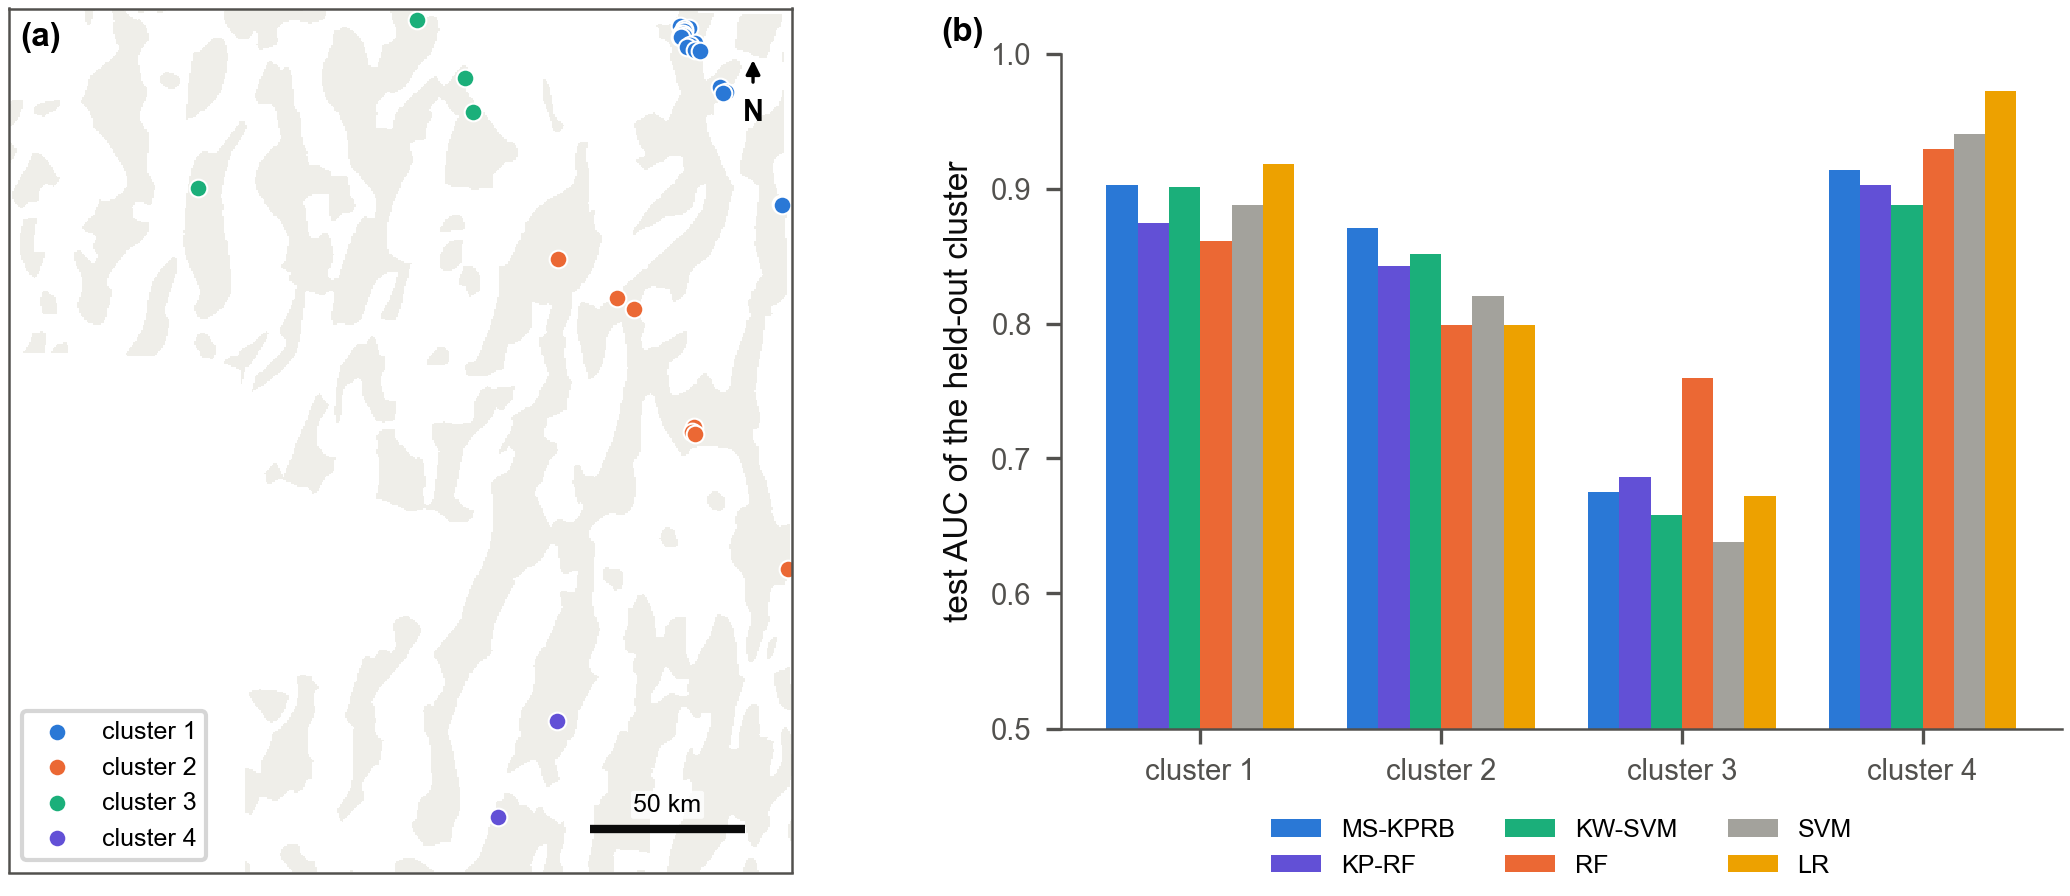 (a)
N
cluster 1
cluster 2
cluster 3
cluster 4
50 km
(b)
test AUC of the held-out cluster
1.0
0.9
0.8
0.7
0.6
0.5
cluster 1 cluster 2 cluster 3 cluster 4
MS-KPRB KW-SVM SVM
KP-RF RF LR